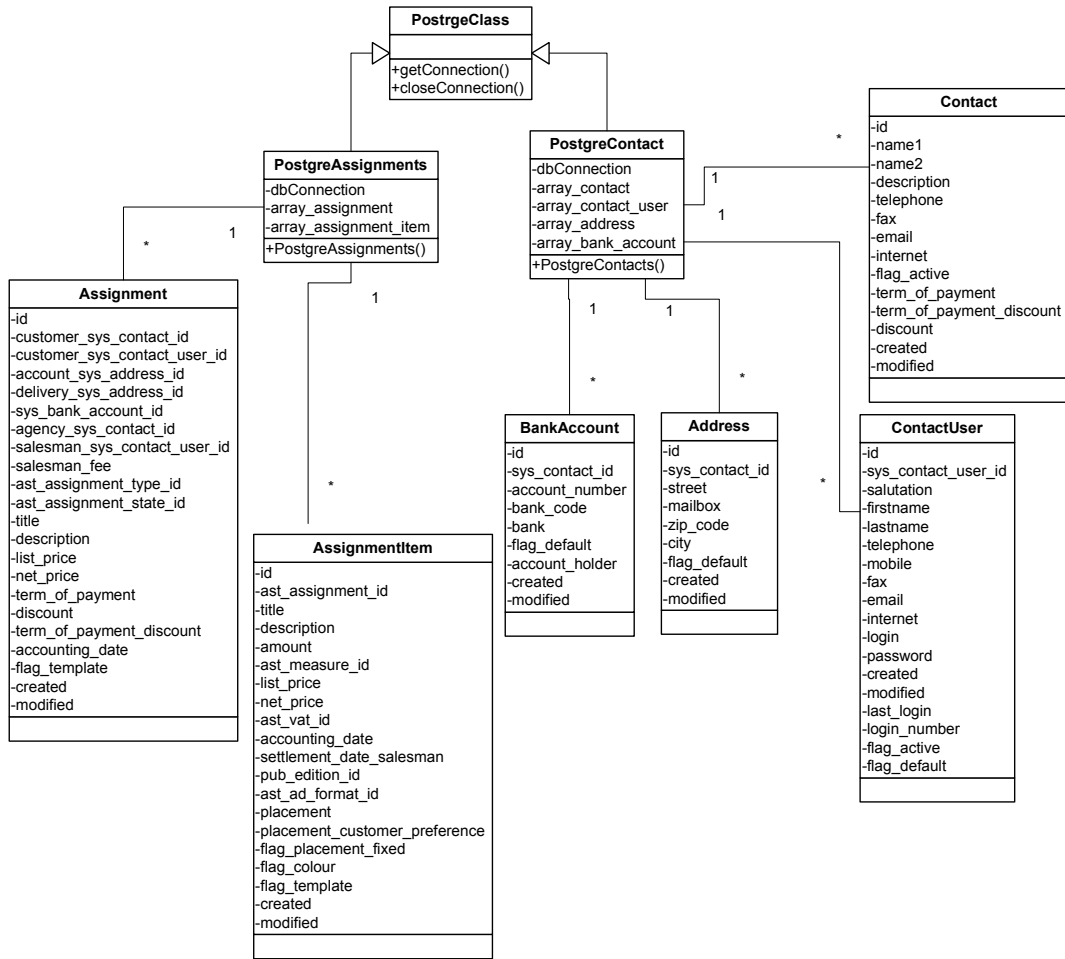 PostrgeClass
+getConnection()
+closeConnection()
PostgreAssignments
-dbConnection
-array_assignment
-array_assignment_item
+PostgreAssignments()
PostgreContact
-dbConnection
-array_contact
-array_contact_user
-array_address
-array_bank_account
+PostgreContacts()
Contact
-id
-name1
-name2
-description
-telephone
-fax
-email
-internet
-flag_active
-term_of_payment
-term_of_payment_discount
-discount
-created
-modified
*
1
1
1
*
1
1
1
*
*
*
*
Assignment
-id
-customer_sys_contact_id
-customer_sys_contact_user_id
-account_sys_address_id
-delivery_sys_address_id
-sys_bank_account_id
-agency_sys_contact_id
-salesman_sys_contact_user_id
-salesman_fee
-ast_assignment_type_id
-ast_assignment_state_id
-title
-description
-list_price
-net_price
-term_of_payment
-discount
-term_of_payment_discount
-accounting_date
-flag_template
-created
-modified
AssignmentItem
-id
-ast_assignment_id
-title
-description
-amount
-ast_measure_id
-list_price
-net_price
-ast_vat_id
-accounting_date
-settlement_date_salesman
-pub_edition_id
-ast_ad_format_id
-placement
-placement_customer_preference
-flag_placement_fixed
-flag_colour
-flag_template
-created
-modified
BankAccount
-id
-sys_contact_id
-account_number
-bank_code
-bank
-flag_default
-account_holder
-created
-modified
Address
-id
-sys_contact_id
-street
-mailbox
-zip_code
-city
-flag_default
-created
-modified
ContactUser
-id
-sys_contact_user_id
-salutation
-firstname
-lastname
-telephone
-mobile
-fax
-email
-internet
-login
-password
-created
-modified
-last_login
-login_number
-flag_active
-flag_default